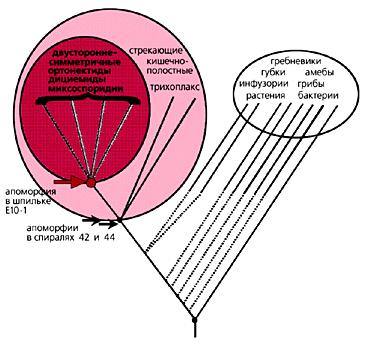 двусторонне-
симметричные
ортонектиды
дициемиды
миксоспоридии
стрекающие
кишечно-
полостные
трихоплакс
гребневики
губки амебы
инфузории грибы
растения бактерии
апоморфия
в шпильке
E10-1
апоморфии
в спиралях 42 и 44